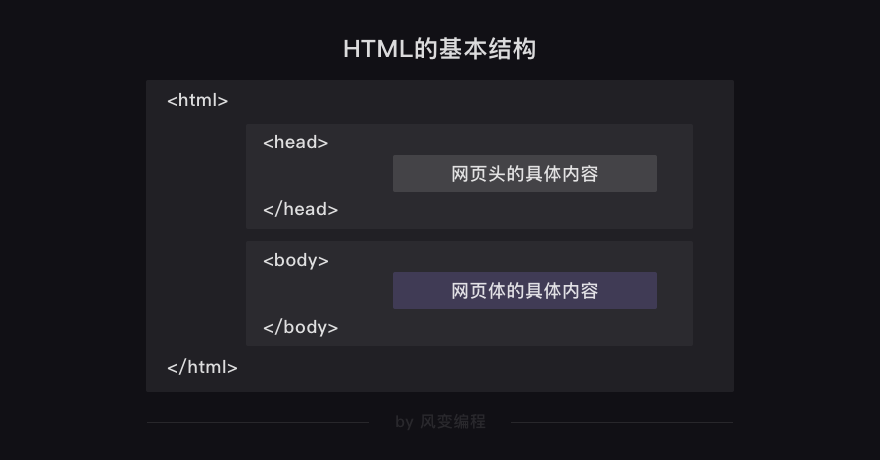 HTML的基本结构
<html>
<head>
网页头的具体内容
</head>
<body>
网页体的具体内容
</body>
</html>
by 风变编程